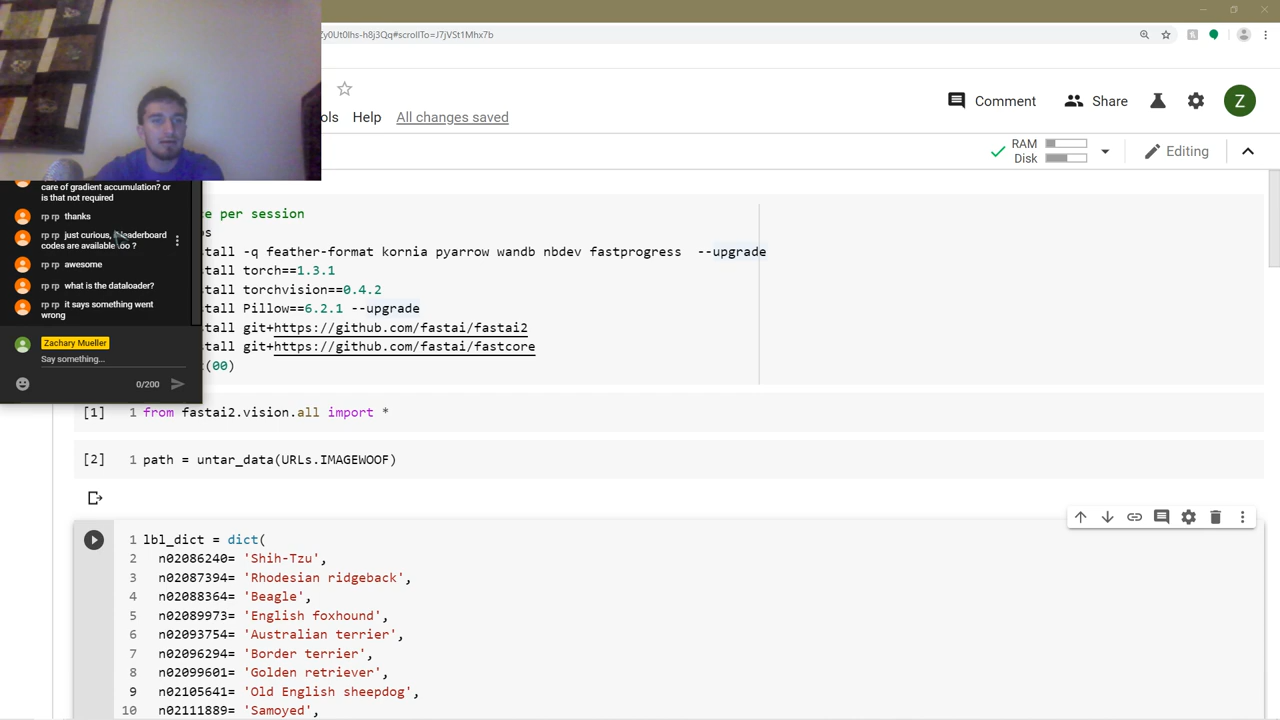 Zy0Ut0lhs-h8j3Qq#scrollTo=J7jVSt1Mhx7b
ols Help All changes saved
Comment Share Z
RAM
Disk
Editing
care of gradient accumulation? or
is that not required
rp rp thanks
rp rp just curious, leaderboard
codes are available too ?
rp rp awesome
rp rp what is the dataloader?
rp rp it says something went
wrong
Zachary Mueller
Say something...
0/200
ce per session
os
tall -q feather-format kornia pyarrow wandb nbdev fastprogress --upgrade
tall torch==1.3.1
tall torchvision==0.4.2
tall Pillow==6.2.1 --upgrade
tall git+https://github.com/fastai/fastai2
tall git+https://github.com/fastai/fastcore
t(00)
[1] 1 from fastai2.vision.all import *
[2] 1 path = untar_data(URLs.IMAGEWOOF)
1 lbl_dict = dict(
2 n02086240= 'Shih-Tzu',
3 n02087394= 'Rhodesian ridgeback',
4 n02088364= 'Beagle',
5 n02089973= 'English foxhound',
6 n02093754= 'Australian terrier',
7 n02096294= 'Border terrier',
8 n02099601= 'Golden retriever',
9 n02105641= 'Old English sheepdog',
10 n02111889= 'Samoyed',